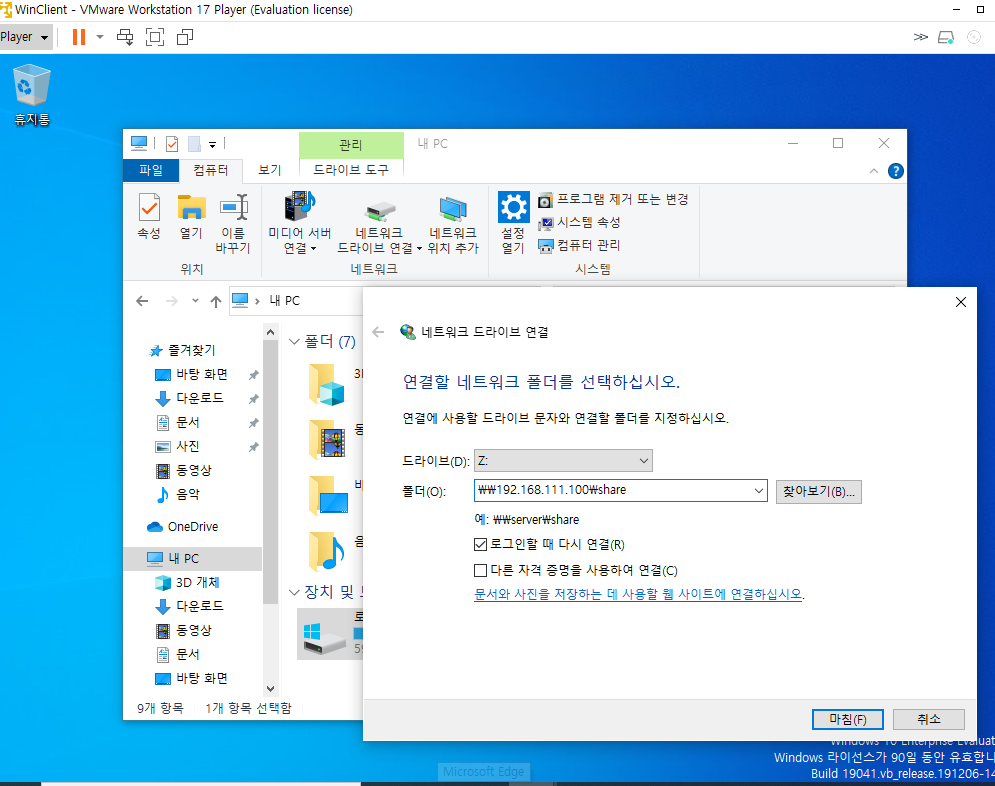 WinClient - VMware Workstation 17 Player (Evaluation license)
Player
휴지통
관리
내 PC
파일
컴퓨터
보기
드라이브 도구
속성
열기
이름
바꾸기
위치
미디어 서버
연결
네트워크
드라이브 연결
네트워크
위치 추가
네트워크
설정
열기
프로그램 제거 또는 변경
시스템 속성
컴퓨터 관리
시스템
내 PC
즐겨찾기
바탕 화면
다운로드
문서
사진
동영상
음악
OneDrive
내 PC
3D 개체
다운로드
동영상
문서
바탕 화면
폴더 (7)
장치 및
9개 항목
1개 항목 선택함
네트워크 드라이브 연결
연결할 네트워크 폴더를 선택하십시오.
연결에 사용할 드라이브 문자와 연결할 폴더를 지정하십시오.
드라이브(D):
Z:
폴더(O):
₩₩192.168.111.100₩share
찾아보기(B)...
예: ₩₩server₩share
로그인할 때 다시 연결(R)
다른 자격 증명을 사용하여 연결(C)
문서와 사진을 저장하는 데 사용할 웹 사이트에 연결하십시오.
마침(F)
취소
Windows 10 Enterprise Evaluat
Windows 라이선스가 90일 동안 유효합니
Build 19041.vb_release.191206-14
Microsoft Edge